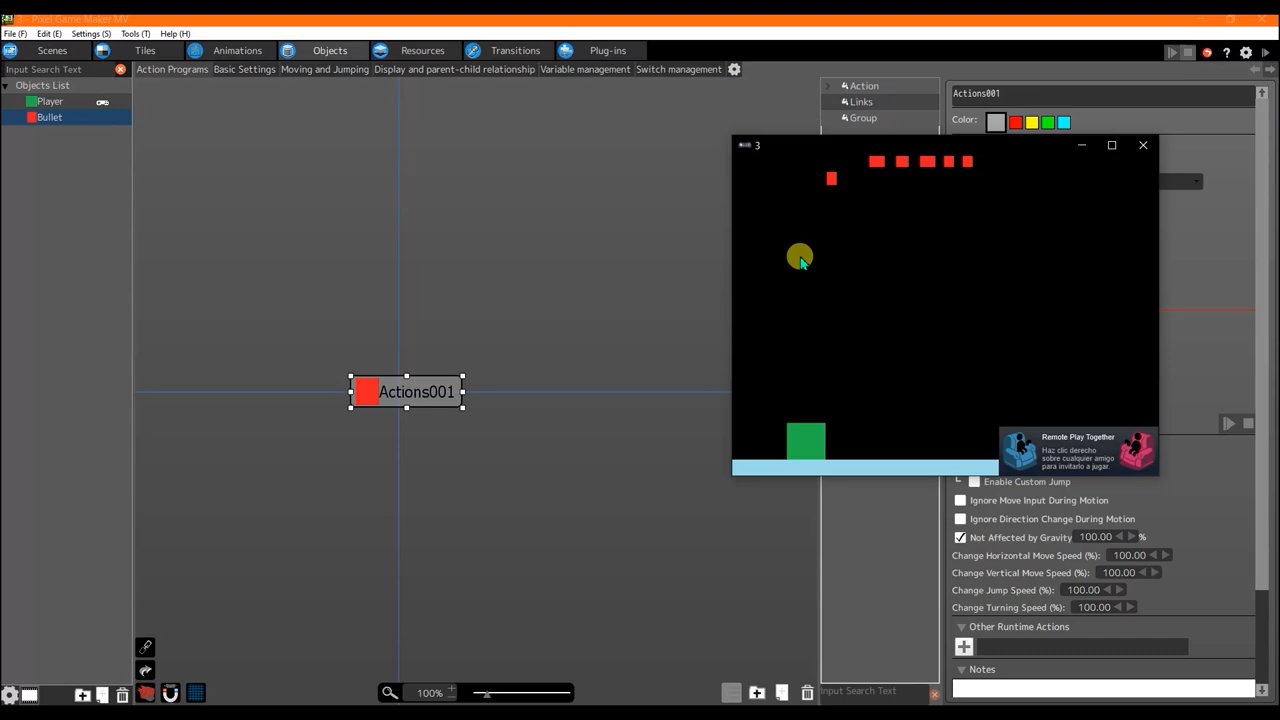 3 - Pixel Game Maker MV
File (F) Edit (E) Settings (S) Tools (T) Help (H)
Scenes Tiles Animations Objects Resources Transitions Plug-ins
Input Search Text
Action Programs Basic Settings Moving and Jumping Display and parent-child relationship Variable management Switch management
Objects List
Player
Bullet
Action
Links
Group
Actions001
Color:
3
Actions001
Remote Play Together
Haz clic derecho
sobre cualquier amigo
para invitarlo a jugar.
Enable Custom Jump
Ignore Move Input During Motion
Ignore Direction Change During Motion
Not Affected by Gravity 100.00 %
Change Horizontal Move Speed (%): 100.00
Change Vertical Move Speed (%): 100.00
Change Jump Speed (%): 100.00
Change Turning Speed (%): 100.00
Other Runtime Actions
Notes
100%
Input Search Text